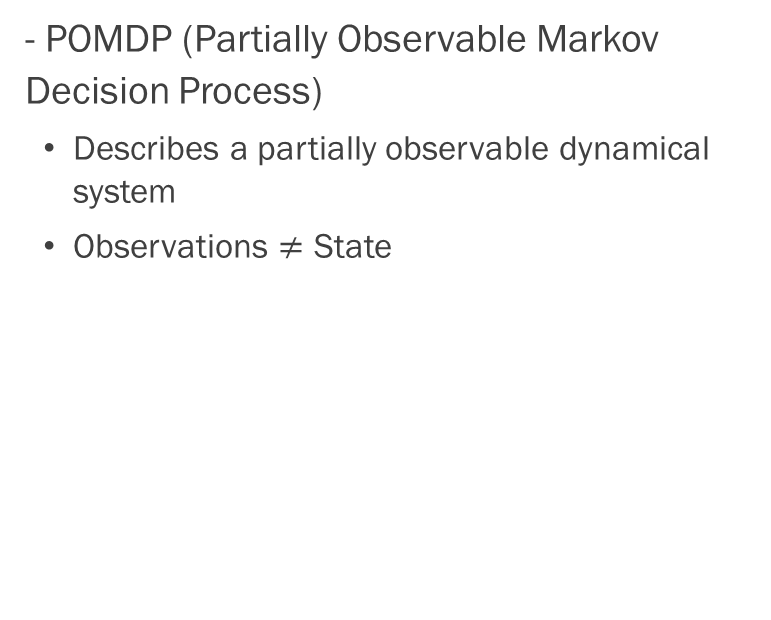 - POMDP (Partially Observable Markov
Decision Process)
• Describes a partially observable dynamical
system
• Observations ≠ State